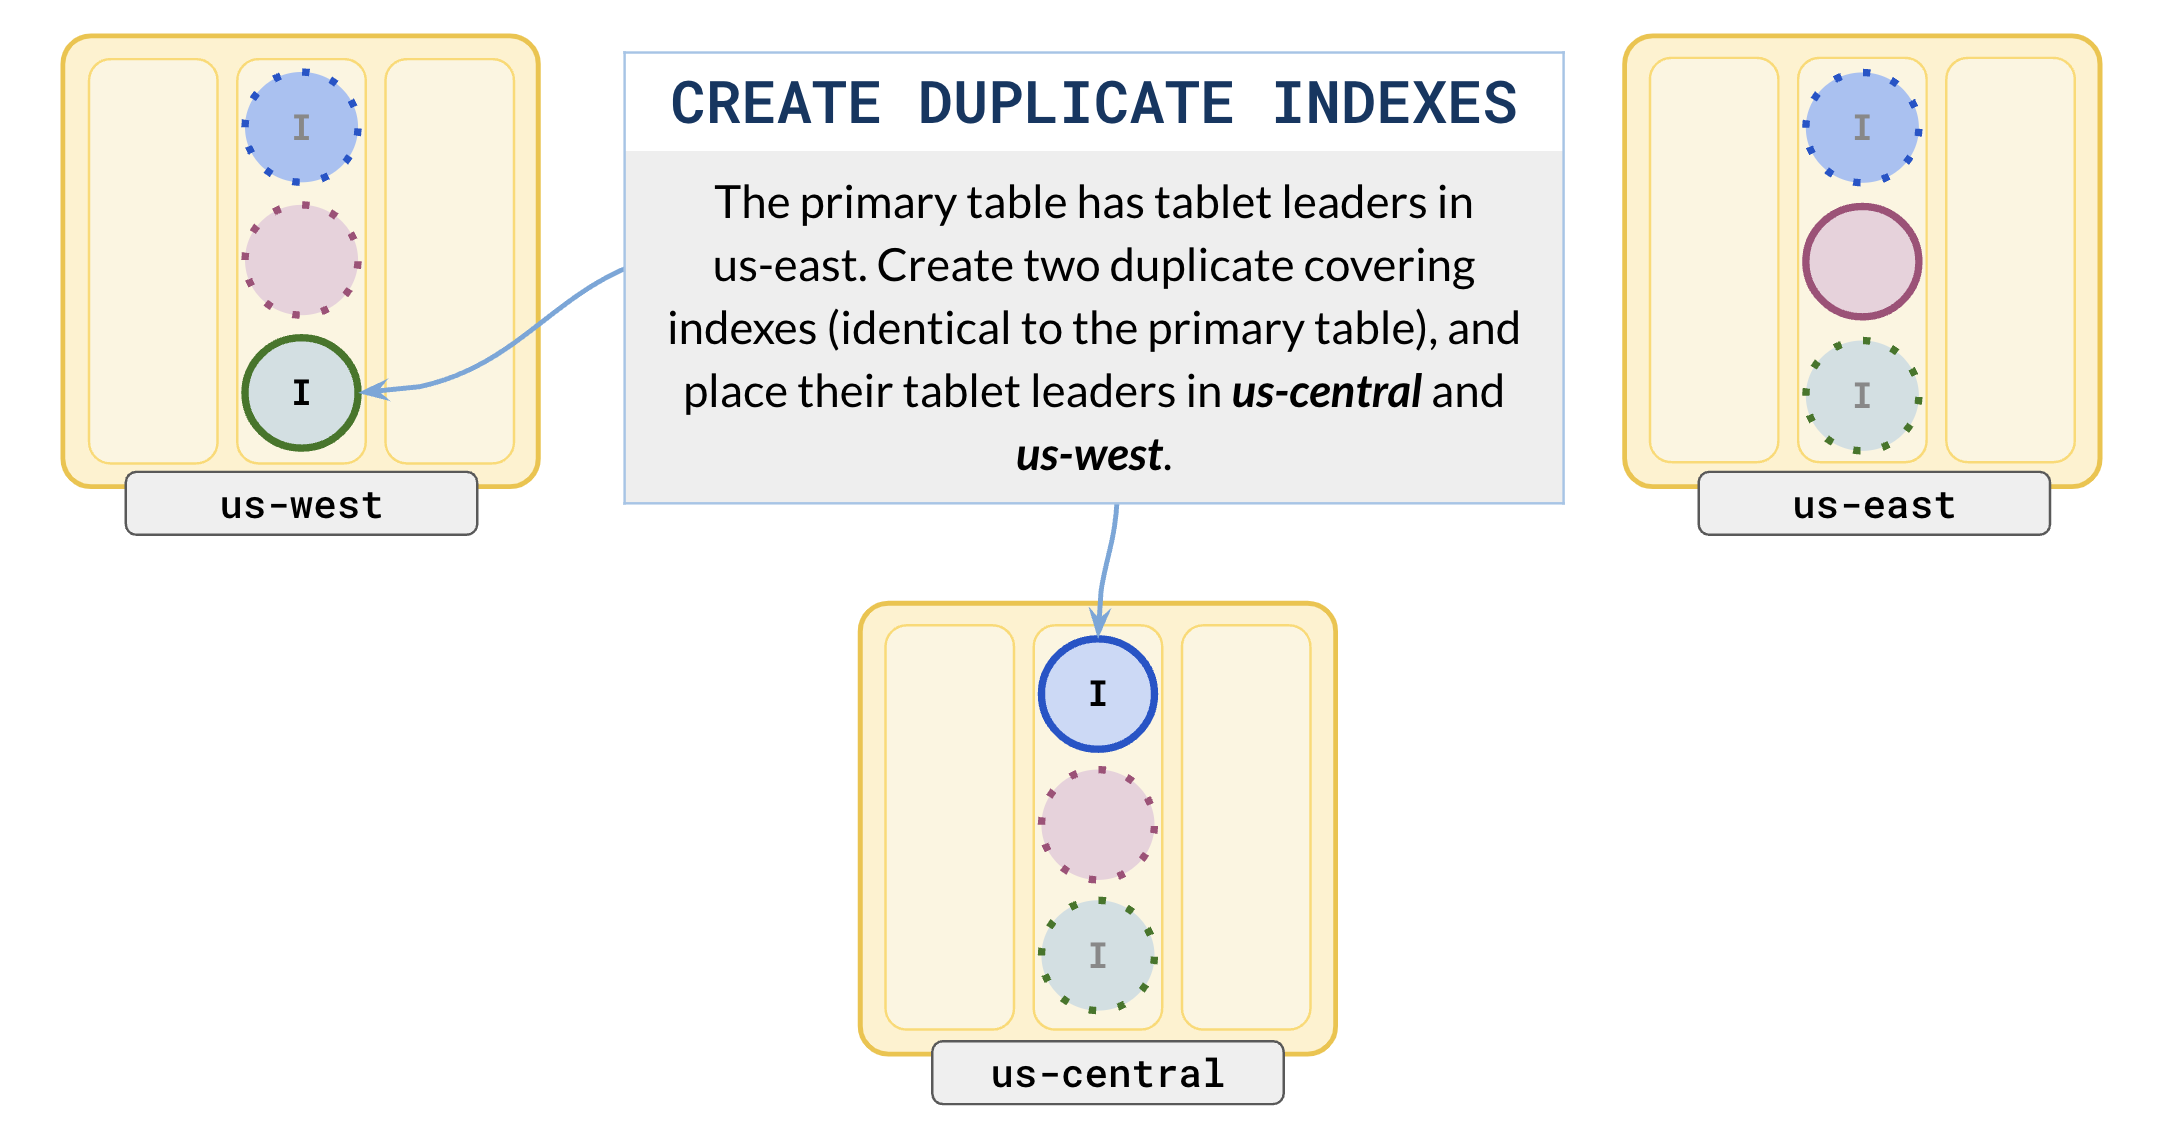 CREATE DUPLICATE INDEXES
The primary table has tablet leaders in
us-east. Create two duplicate covering
indexes (identical to the primary table), and
place their tablet leaders in us-central and
us-west.
I
I
us-west
I
I
us-east
I
I
us-central